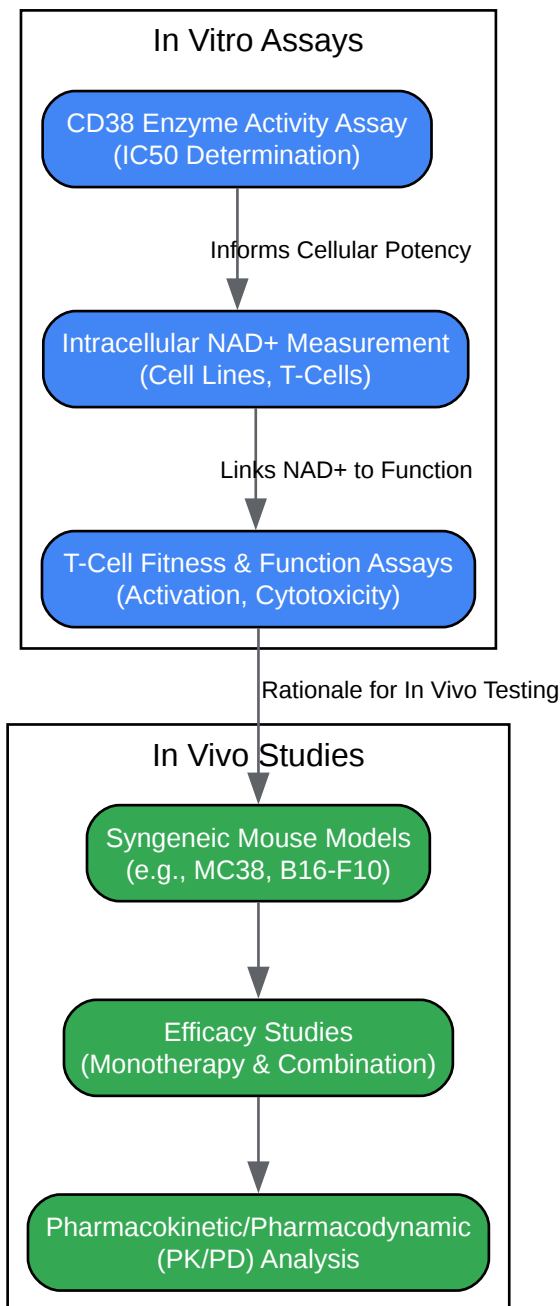 In Vitro Assays
CD38 Enzyme Activity Assay
(IC50 Determination)
Informs Cellular Potency
Intracellular NAD+ Measurement
(Cell Lines, T-Cells)
Links NAD+ to Function
T-Cell Fitness & Function Assays
(Activation, Cytotoxicity)
Rationale for In Vivo Testing
In Vivo Studies
Syngeneic Mouse Models
(e.g., MC38, B16-F10)
Efficacy Studies
(Monotherapy & Combination)
Pharmacokinetic/Pharmacodynamic
(PK/PD) Analysis